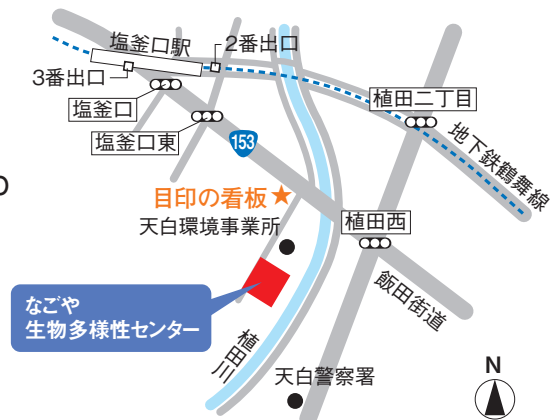 塩釜口駅
2番出口
3番出口
塩釜口
塩釜口東
植田二丁目
地下鉄鶴舞線
153
目印の看板★
天白環境事業所
植田西
飯田街道
なごや
生物多様性センター
植田川
天白警察署
N